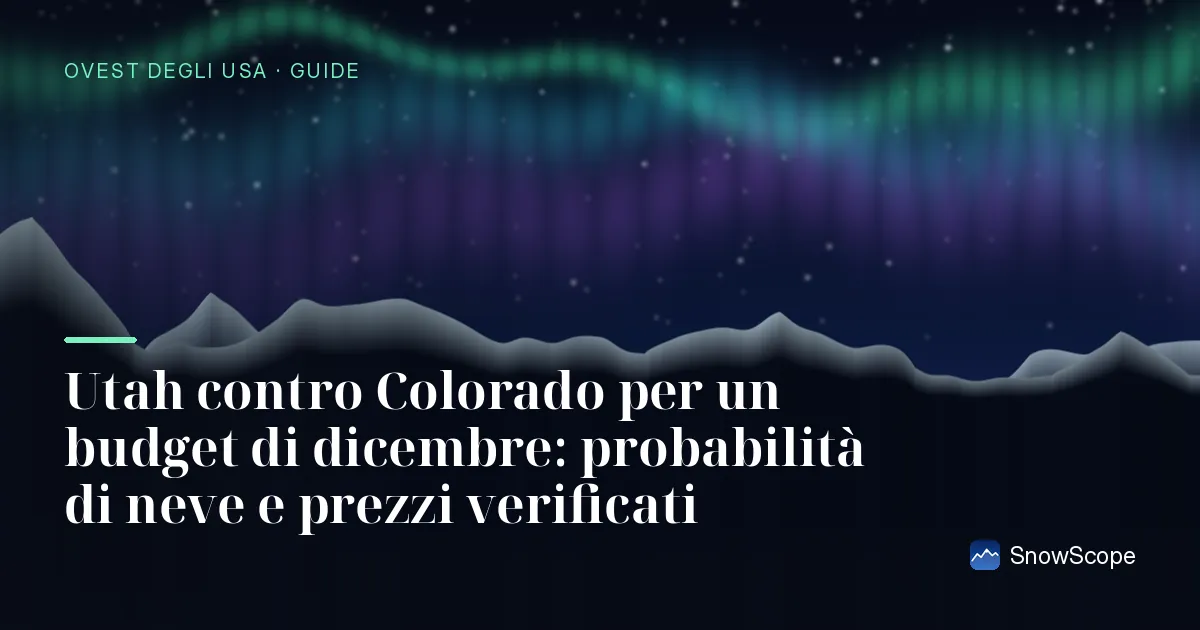 OVEST DEGLI USA · GUIDE
Utah contro Colorado per un
budget di dicembre: probabilità
di neve e prezzi verificati
SnowScope